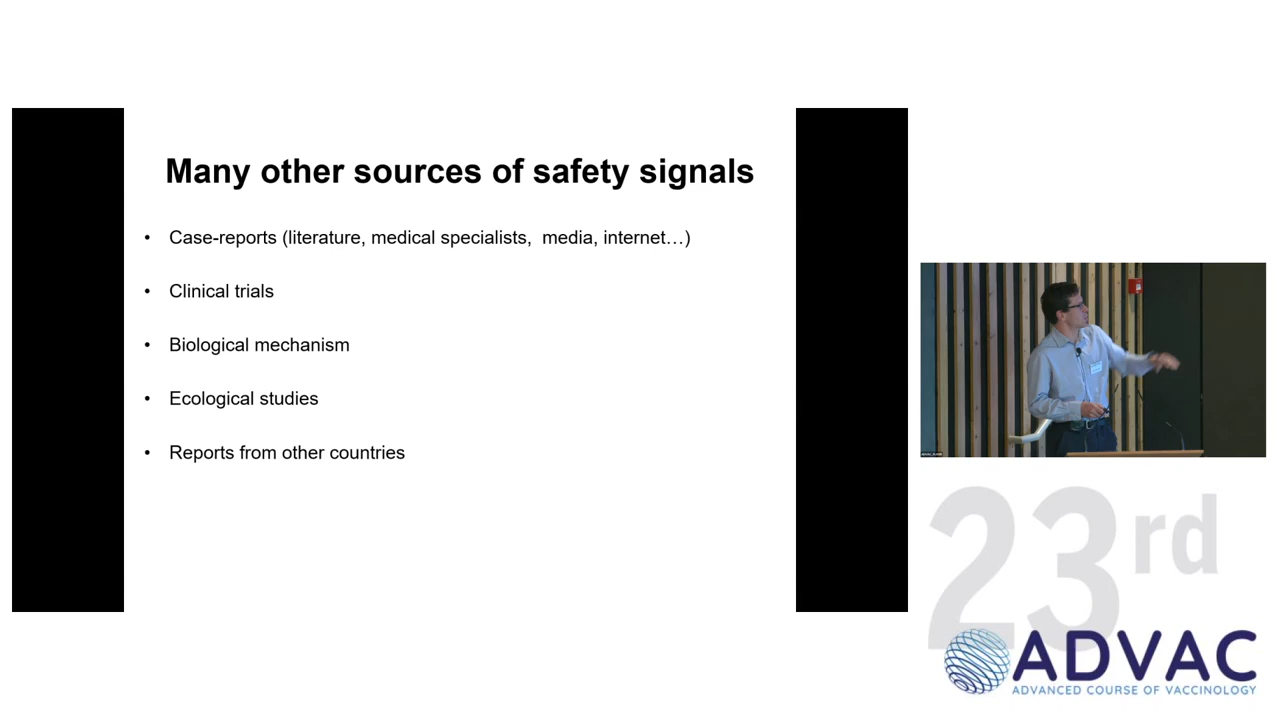 Many other sources of safety signals
• Case-reports (literature, medical specialists,  media, internet…)
• Clinical trials
• Biological mechanism
• Ecological studies
• Reports from other countries
23rd
ADVAC
ADVANCED COURSE OF VACCINOLOGY